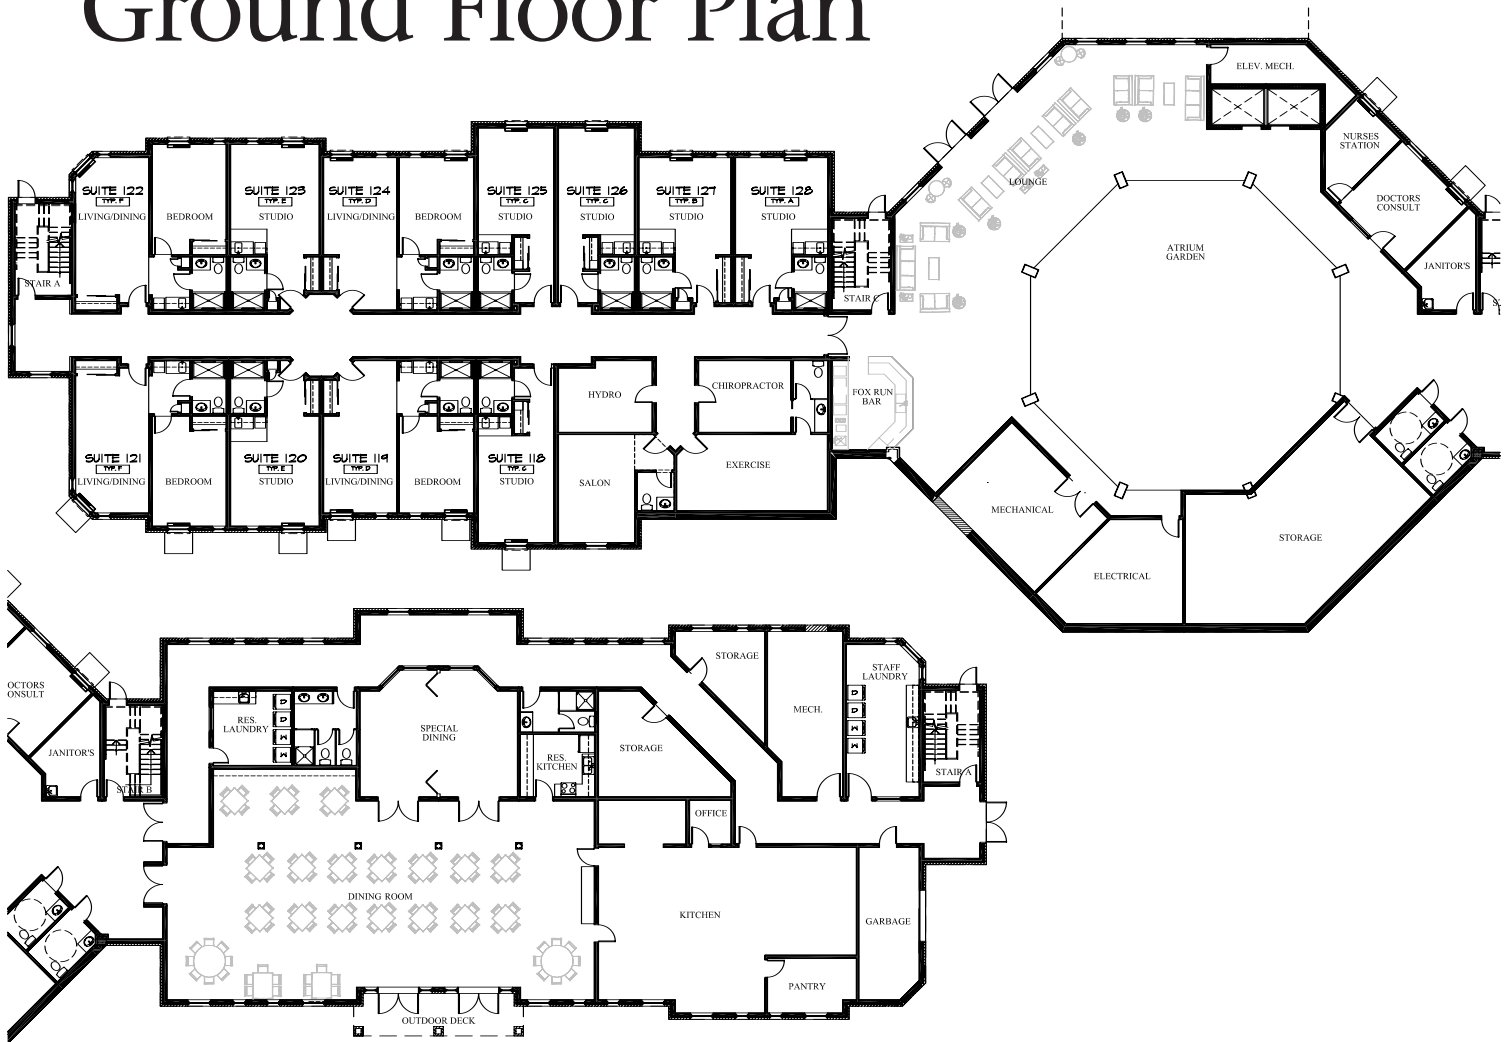 Ground Floor Plan
ELEV. MECH.
NURSES
STATION
LOUNGE
DOCTORS
CONSULT
ATRIUM
GARDEN
JANITOR'S
SUITE 122
TYP. F
LIVING/DINING
BEDROOM
SUITE 123
TYP. E
STUDIO
SUITE 124
TYP. D
LIVING/DINING
BEDROOM
SUITE 125
TYP. C
STUDIO
SUITE 126
TYP. C
STUDIO
SUITE 127
TYP. B
STUDIO
SUITE 128
TYP. A
STUDIO
STAIR A
STAIR C
HYDRO
CHIROPRACTOR
FOX RUN
BAR
SUITE 121
TYP. F
LIVING/DINING
BEDROOM
SUITE 120
TYP. E
STUDIO
SUITE 119
TYP. D
LIVING/DINING
BEDROOM
SUITE 118
TYP. C
STUDIO
SALON
EXERCISE
MECHANICAL
ELECTRICAL
STORAGE
OCTORS
ONSULT
JANITOR'S
STAIR B
RES.
LAUNDRY
D
D
W
W
SPECIAL
DINING
RES.
KITCHEN
STORAGE
STORAGE
MECH.
STAFF
LAUNDRY
D
D
W
W
STAIR A
OFFICE
DINING ROOM
KITCHEN
GARBAGE
PANTRY
OUTDOOR DECK